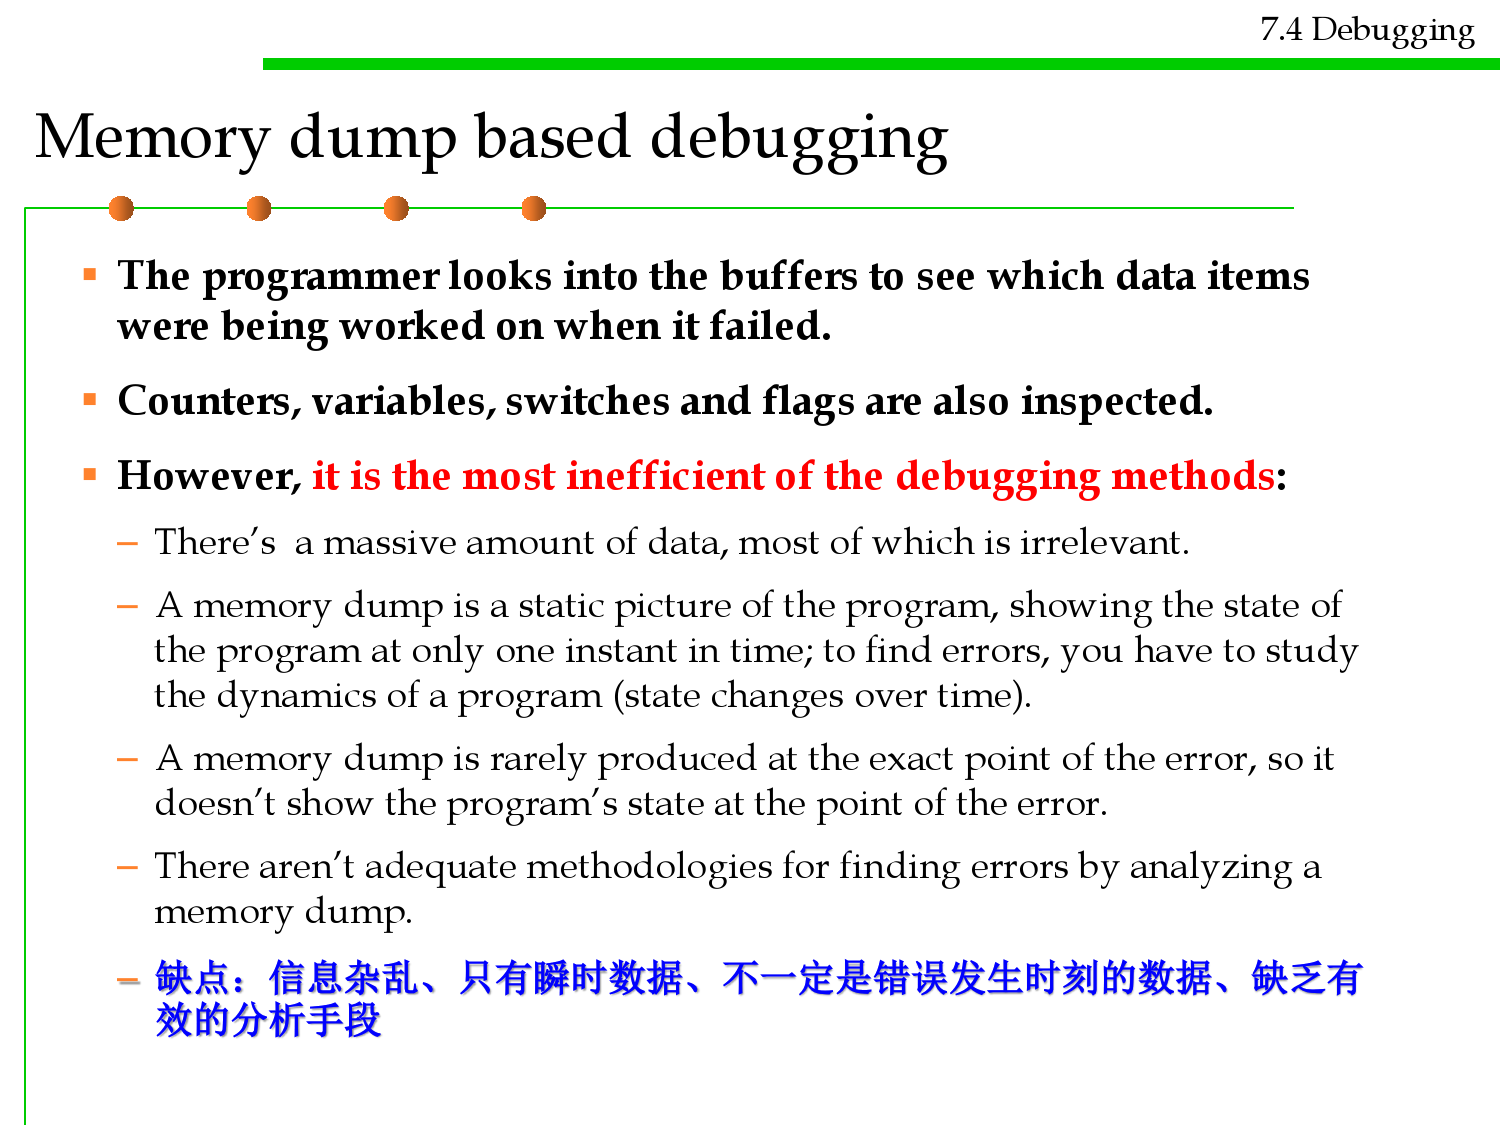 7.4 Debugging
Memory dump based debugging
▪ The programmer looks into the buffers to see which data items
were being worked on when it failed.
▪ Counters, variables, switches and flags are also inspected.
▪ However, it is the most inefficient of the debugging methods:
– There’s  a massive amount of data, most of which is irrelevant.
– A memory dump is a static picture of the program, showing the state of
the program at only one instant in time; to find errors, you have to study
the dynamics of a program (state changes over time).
– A memory dump is rarely produced at the exact point of the error, so it
doesn’t show the program’s state at the point of the error.
– There aren’t adequate methodologies for finding errors by analyzing a
memory dump.
– 缺点：信息杂乱、只有瞬时数据、不一定是错误发生时刻的数据、缺乏有
效的分析手段